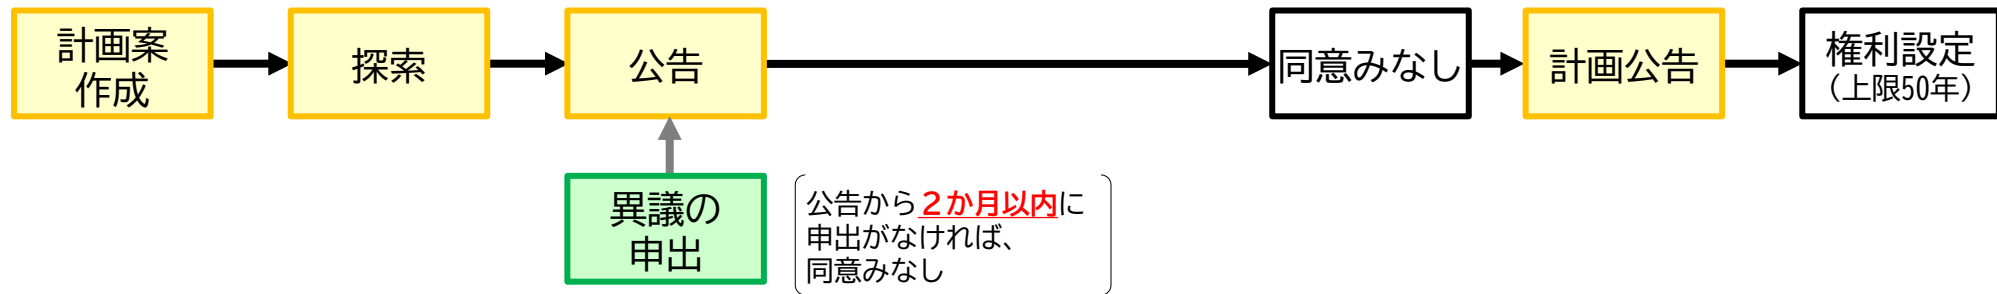 計画案
作成
探索
公告
同意みなし
計画公告
権利設定
（上限50年）
異議の
申出
公告から２か月以内に
申出がなければ、
同意みなし